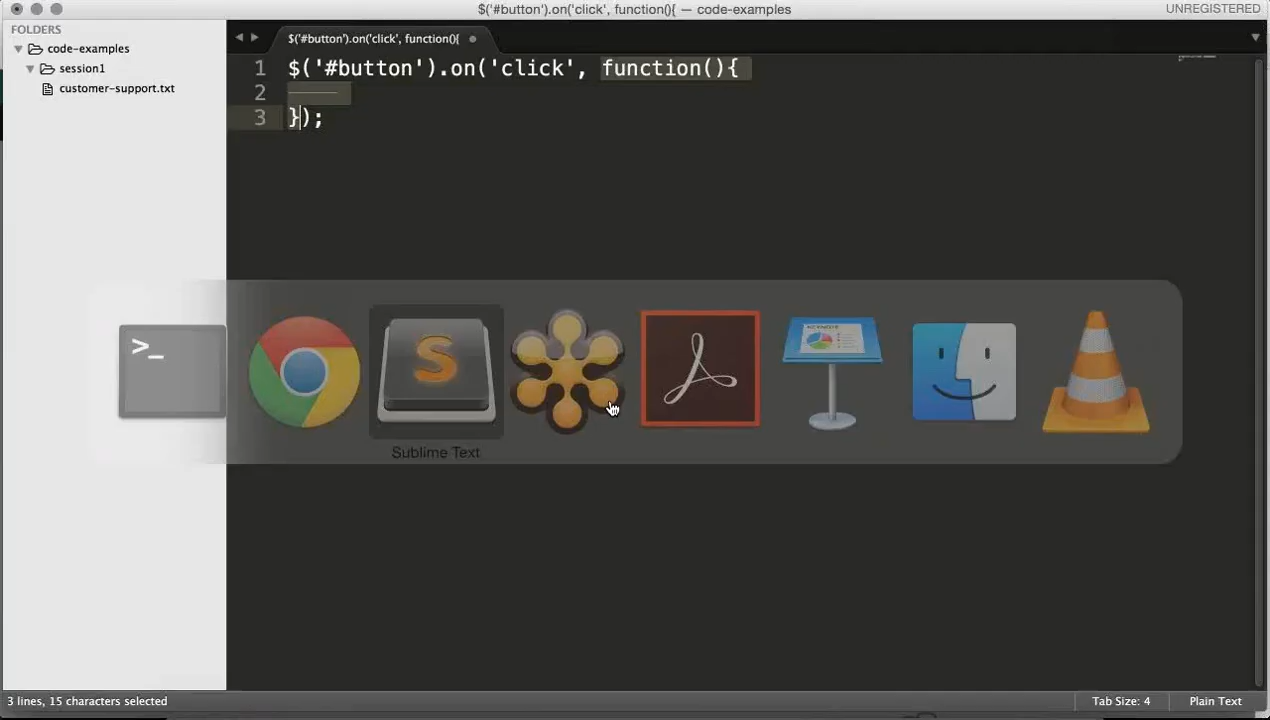 $('#button').on('click', function(){ — code-examples
UNREGISTERED
FOLDERS
code-examples
session1
customer-support.txt
$('#button').on('click', function(){
1 $('#button').on('click', function(){
2
3 });
>_
S
Sublime Text
3 lines, 15 characters selected
Tab Size: 4
Plain Text